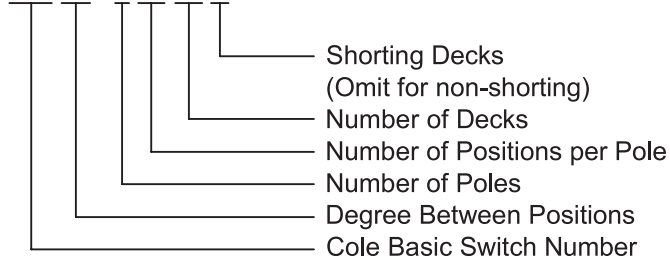 Shorting Decks
(Omit for non-shorting)
Number of Decks
Number of Positions per Pole
Number of Poles
Degree Between Positions
Cole Basic Switch Number